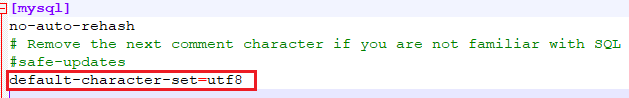 [mysql]
no-auto-rehash
# Remove the next comment character if you are not familiar with SQL
#safe-updates
default-character-set=utf8